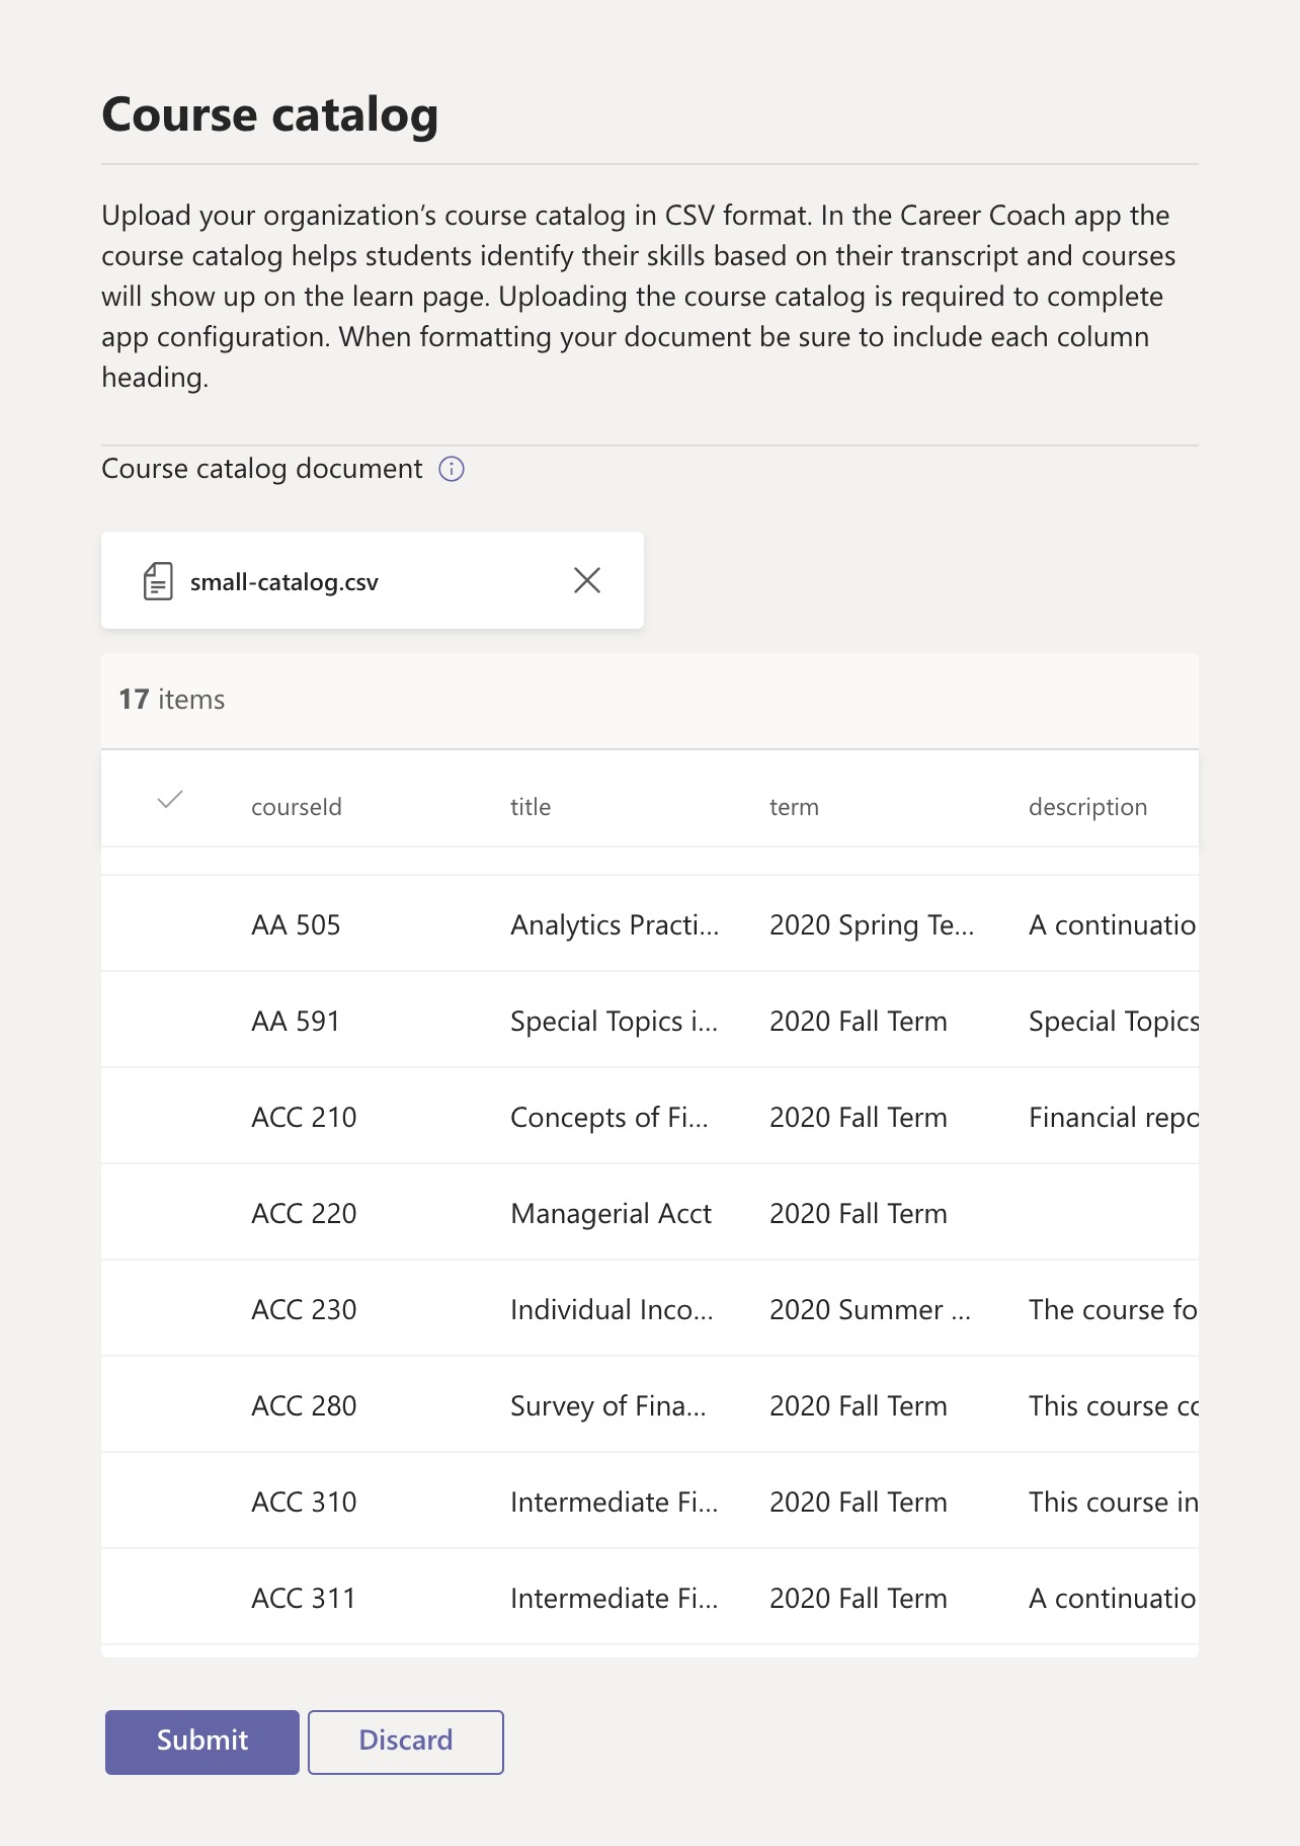 Course catalog
Upload your organization’s course catalog in CSV format. In the Career Coach app the
course catalog helps students identify their skills based on their transcript and courses
will show up on the learn page. Uploading the course catalog is required to complete
app configuration. When formatting your document be sure to include each column
heading.
Course catalog document
small-catalog.csv
17 items
courseId title term description
AA 505 Analytics Practi... 2020 Spring Te... A continuatio
AA 591 Special Topics i... 2020 Fall Term Special Topics
ACC 210 Concepts of Fi... 2020 Fall Term Financial repo
ACC 220 Managerial Acct 2020 Fall Term
ACC 230 Individual Inco... 2020 Summer ... The course fo
ACC 280 Survey of Fina... 2020 Fall Term This course co
ACC 310 Intermediate Fi... 2020 Fall Term This course in
ACC 311 Intermediate Fi... 2020 Fall Term A continuatio
Submit Discard